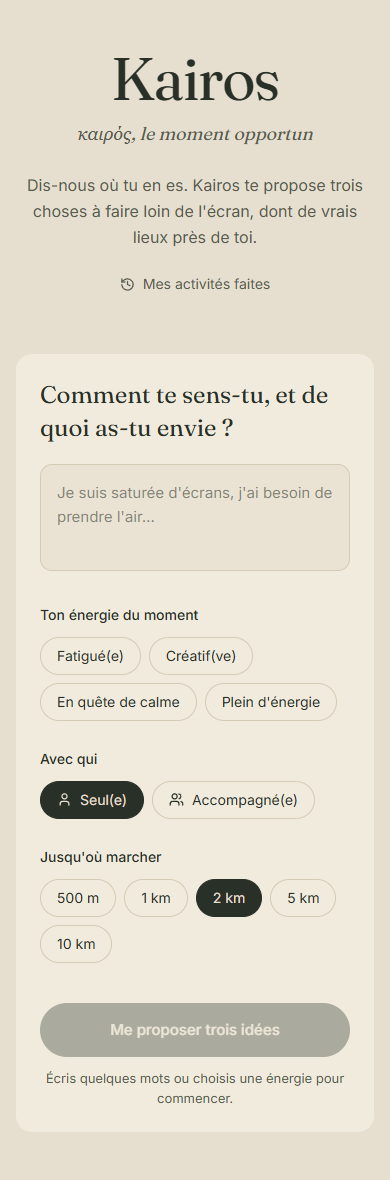 Kairos
καιρός, le moment opportun
Dis-nous où tu en es. Kairos te propose trois
choses à faire loin de l'écran, dont de vrais
lieux près de toi.
Mes activités faites
Comment te sens-tu, et de
quoi as-tu envie ?
Je suis saturée d'écrans, j'ai besoin de
prendre l'air…
Ton énergie du moment
Fatigué(e) Créatif(ve)
En quête de calme Plein d'énergie
Avec qui
Seul(e) Accompagné(e)
Jusqu'où marcher
500 m 1 km 2 km 5 km
10 km
Me proposer trois idées
Écris quelques mots ou choisis une énergie pour
commencer.